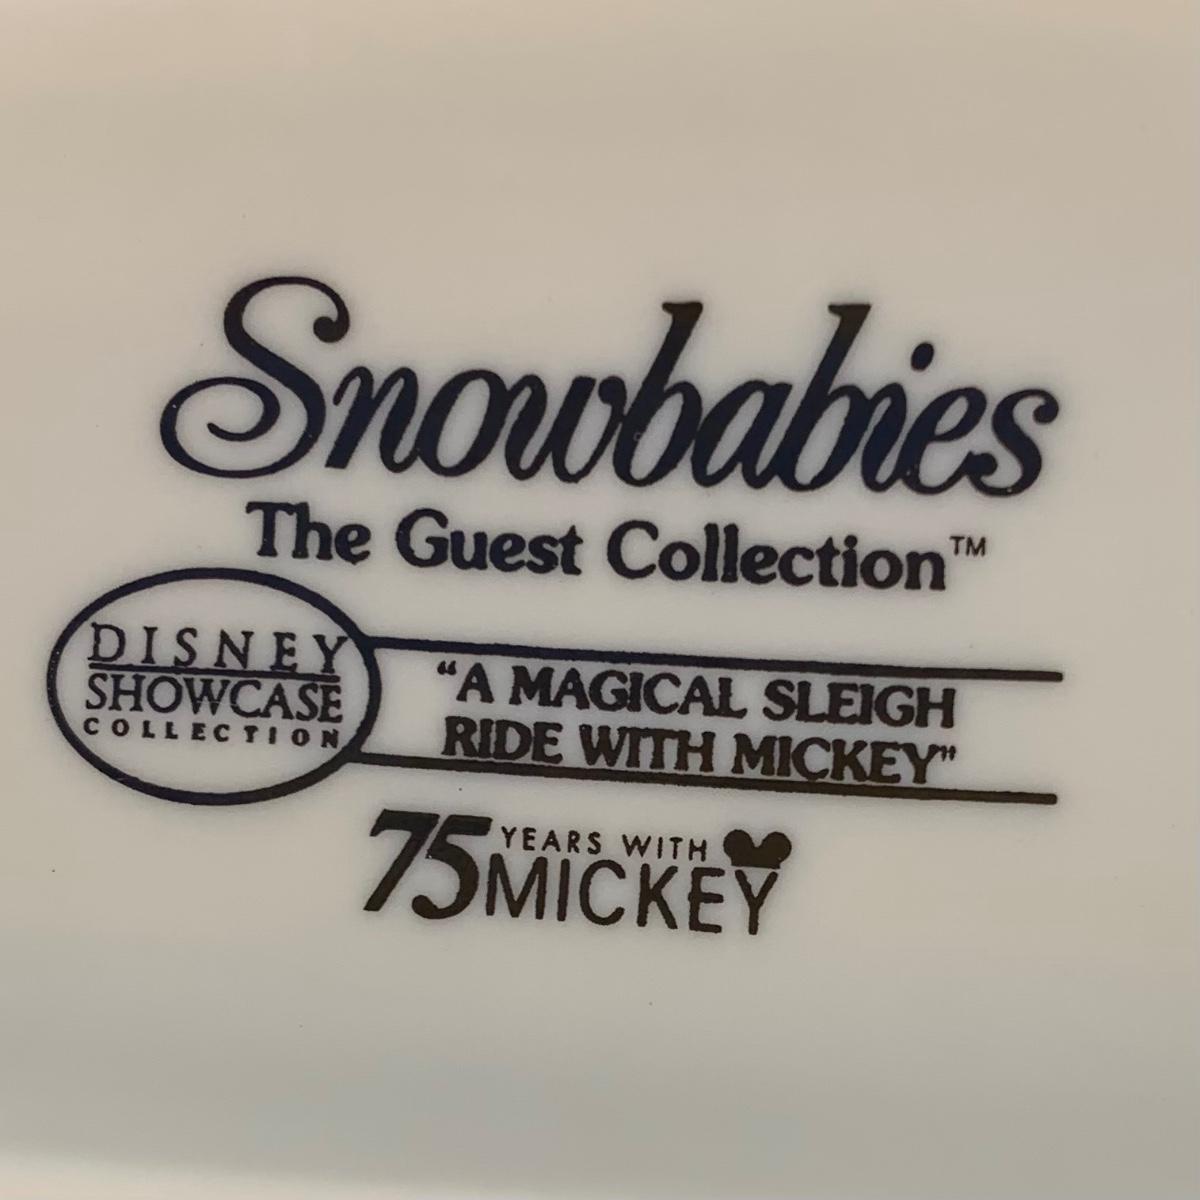 Snowbabies
The Guest Collection™
DISNEY
SHOWCASE
COLLECTION
“A MAGICAL SLEIGH
RIDE WITH MICKEY”
75 YEARS WITH
MICKEY